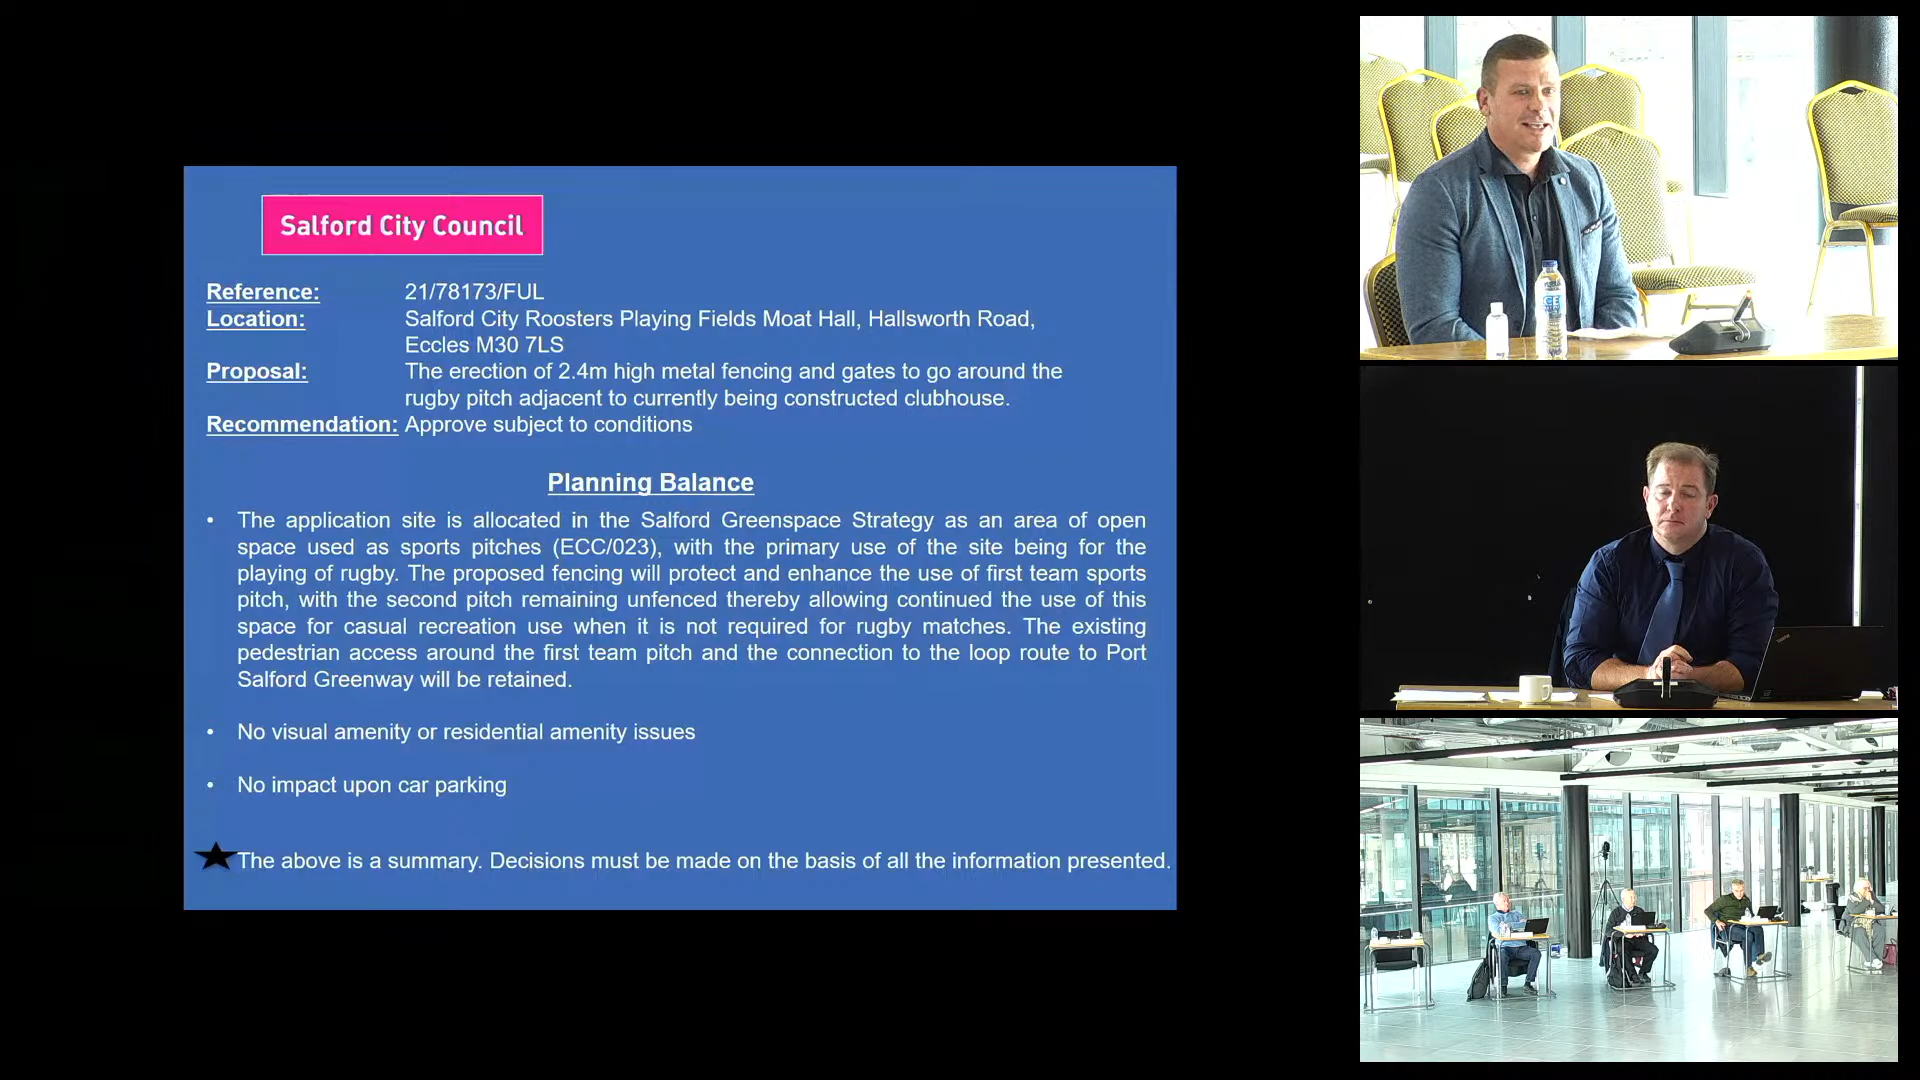 Salford City Council
Reference: 21/78173/FUL
Location: Salford City Roosters Playing Fields Moat Hall, Hallsworth Road,
Eccles M30 7LS
Proposal: The erection of 2.4m high metal fencing and gates to go around the
rugby pitch adjacent to currently being constructed clubhouse.
Recommendation: Approve subject to conditions
Planning Balance
• The application site is allocated in the Salford Greenspace Strategy as an area of open
space used as sports pitches (ECC/023), with the primary use of the site being for the
playing of rugby. The proposed fencing will protect and enhance the use of first team sports
pitch, with the second pitch remaining unfenced thereby allowing continued the use of this
space for casual recreation use when it is not required for rugby matches. The existing
pedestrian access around the first team pitch and the connection to the loop route to Port
Salford Greenway will be retained.
• No visual amenity or residential amenity issues
• No impact upon car parking
The above is a summary. Decisions must be made on the basis of all the information presented.